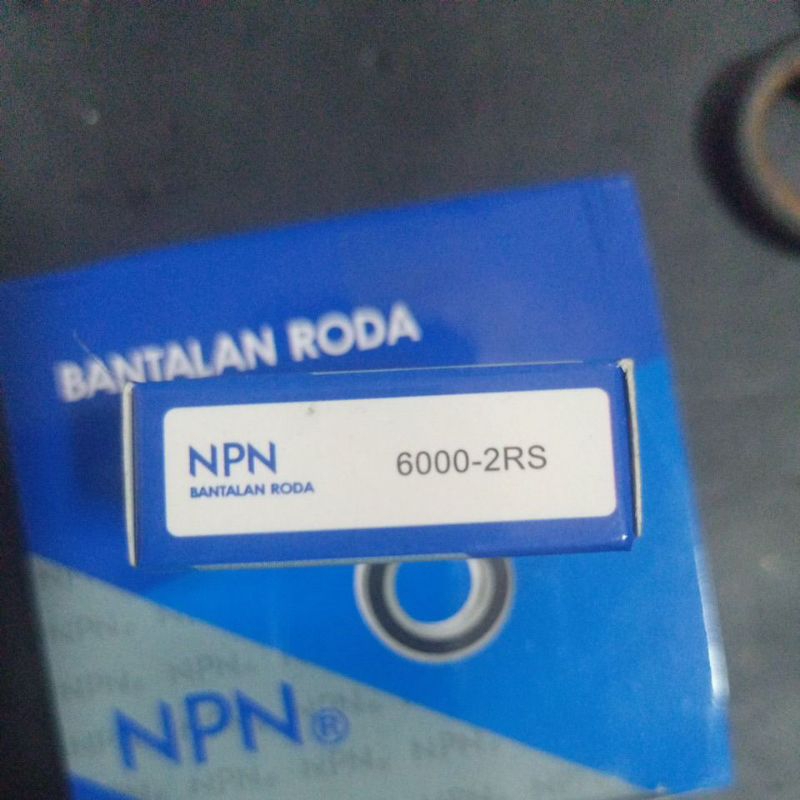 BANTALAN RODA
NPN
6000-2RS
BANTALAN RODA
NPN®